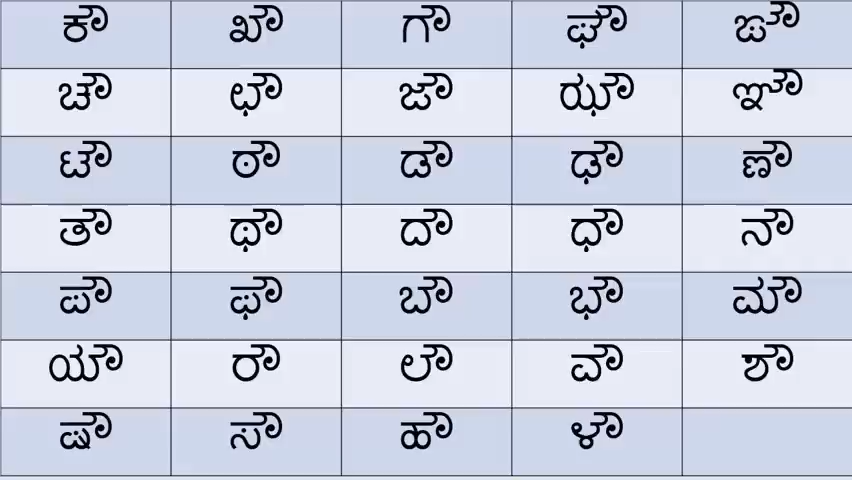 ಕೌ ಖೌ ಗೌ ಘೌ ಙೌ
ಚೌ ಛೌ ಜೌ ಝೌ ಞೌ
ಟೌ ಠೌ ಡೌ ಢೌ ಣೌ
ತೌ ಥೌ ದೌ ಧೌ ನೌ
ಪೌ ಫೌ ಬೌ ಭೌ ಮೌ
ಯೌ ರೌ ಲೌ ವೌ ಶೌ
ಷೌ ಸೌ ಹೌ ಳೌ